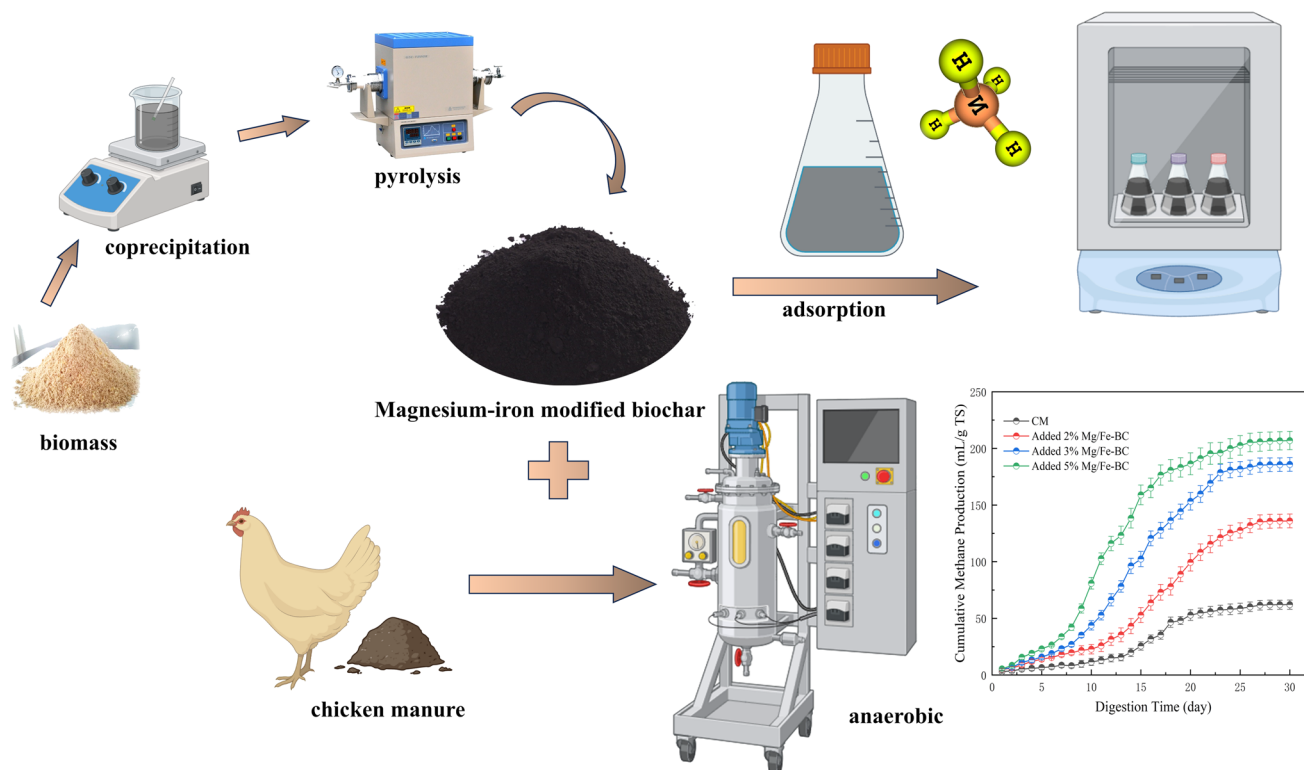 pyrolysis
coprecipitation
biomass
H
H
N
H
H
adsorption
Magnesium-iron modified biochar
chicken manure
anaerobic
CM
Added 2% Mg/Fe-BC
Added 3% Mg/Fe-BC
Added 5% Mg/Fe-BC
Cumulative Methane Production (mL/g TS)
250
200
150
100
50
0
0 5 10 15 20 25 30
Digestion Time (day)